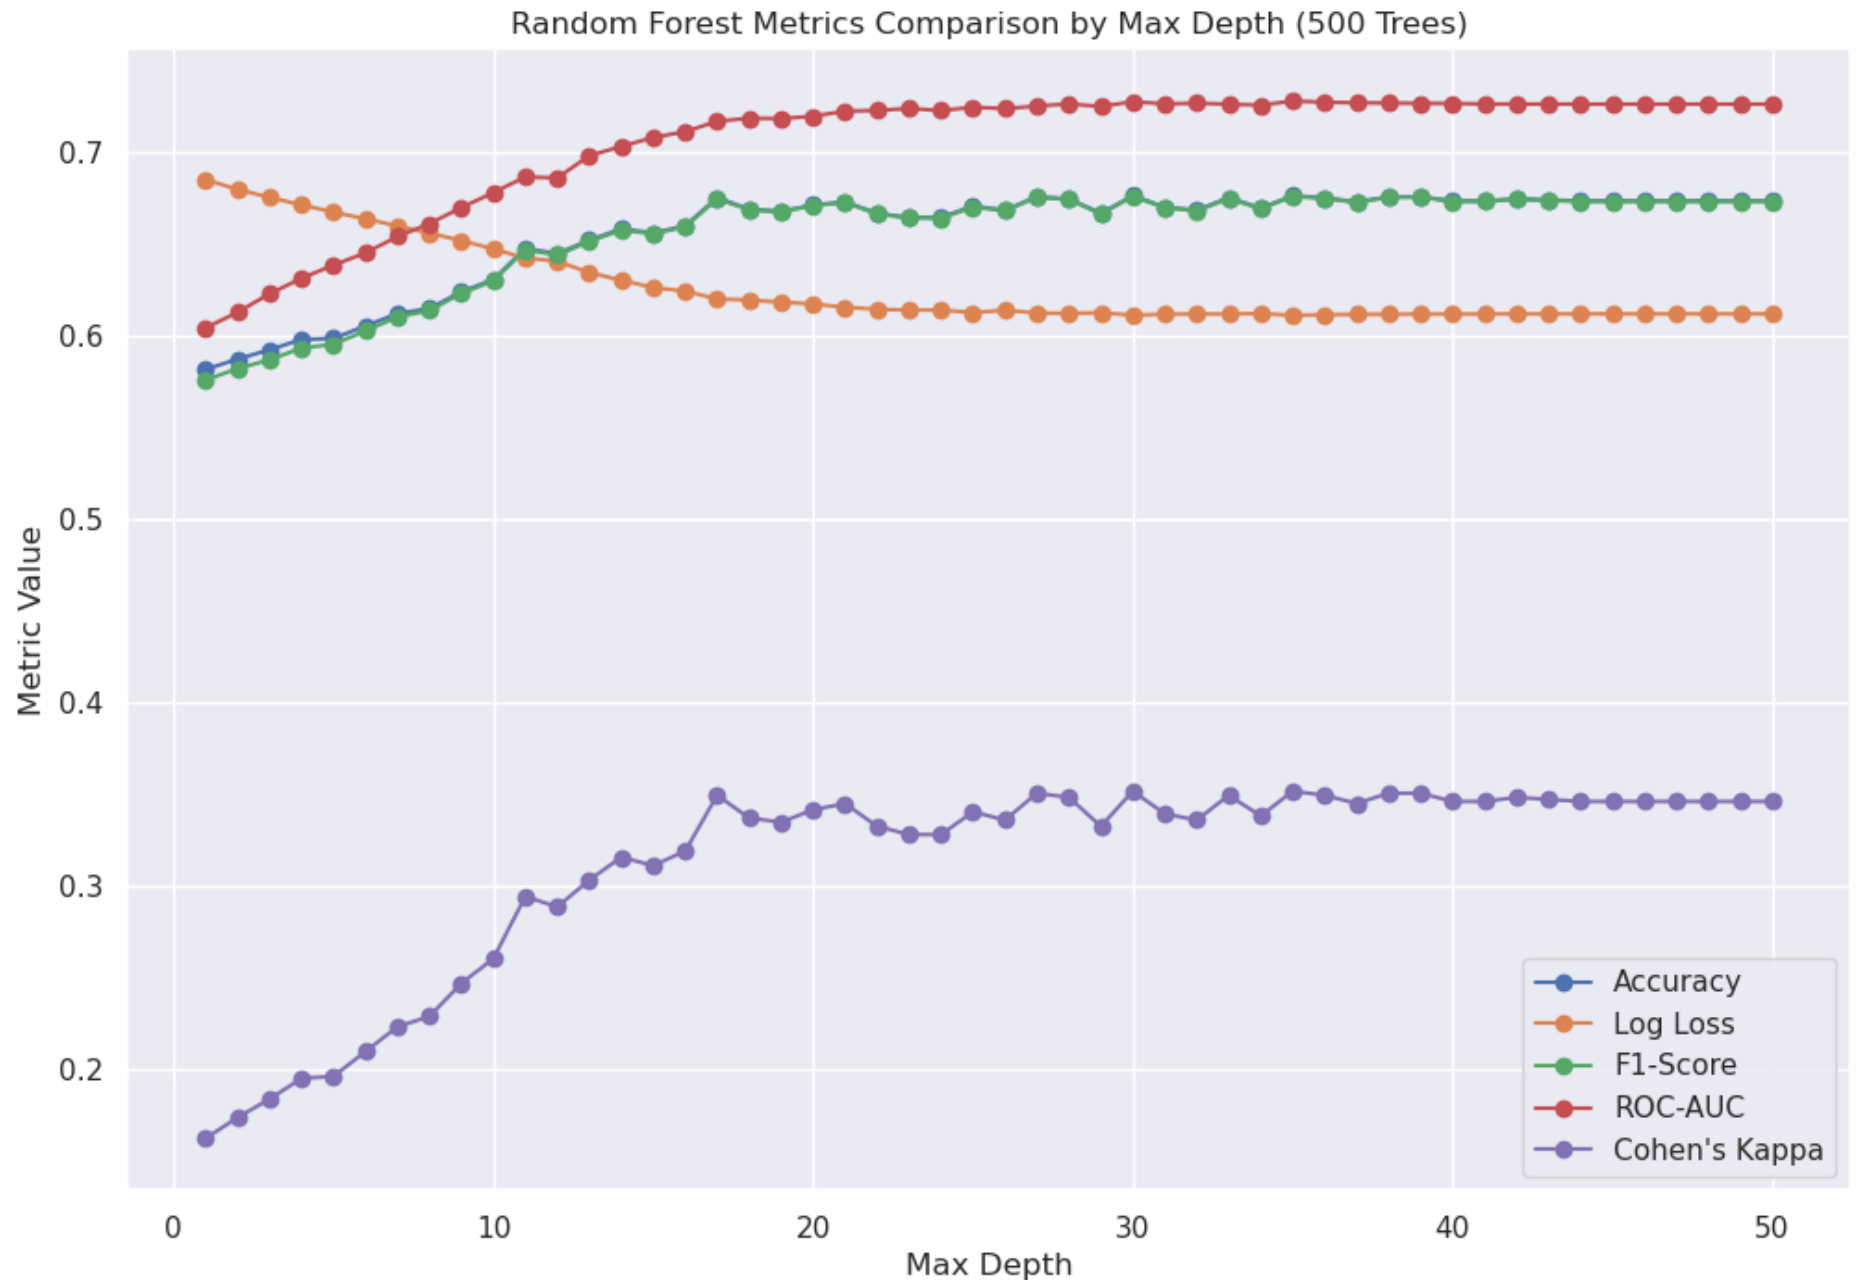 Random Forest Metrics Comparison by Max Depth (500 Trees)
Metric Value
0.7
0.6
0.5
0.4
0.3
0.2
0 10 20 30 40 50
Max Depth
Accuracy
Log Loss
F1-Score
ROC-AUC
Cohen's Kappa